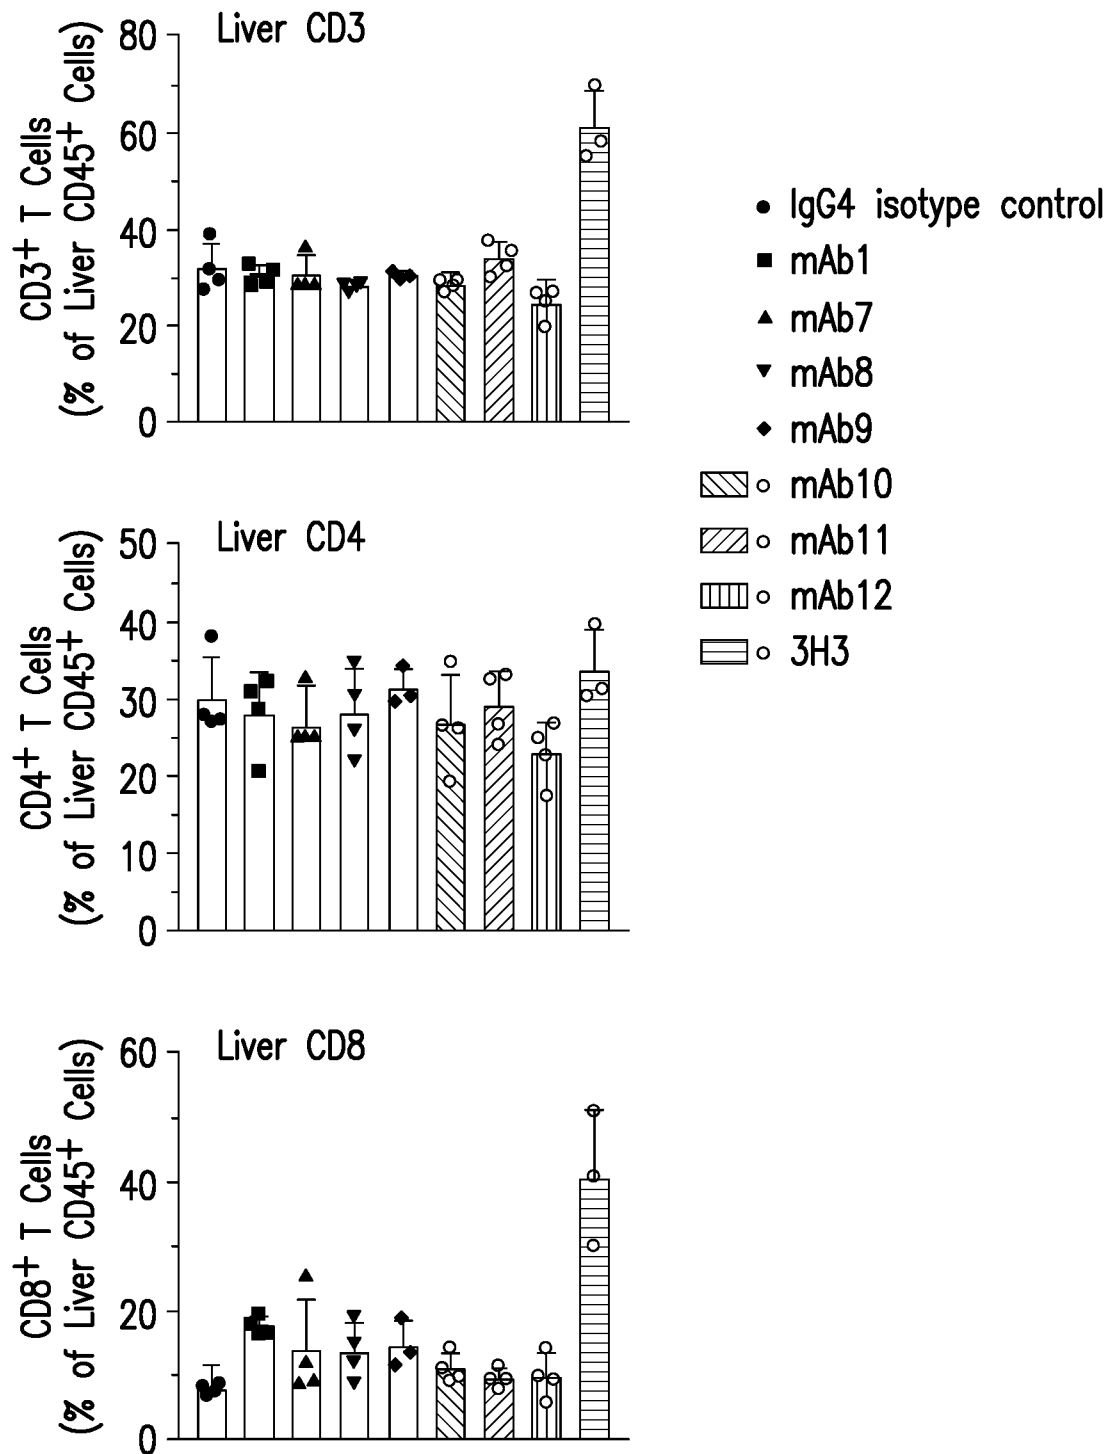 Liver CD3
CD3+ T Cells
(% of Liver CD45+ Cells)
80
60
40
20
0
IgG4 isotype control
mAb1
mAb7
mAb8
mAb9
mAb10
mAb11
mAb12
3H3
Liver CD4
CD4+ T Cells
(% of Liver CD45+ Cells)
50
40
30
20
10
0
Liver CD8
CD8+ T Cells
(% of Liver CD45+ Cells)
60
40
20
0